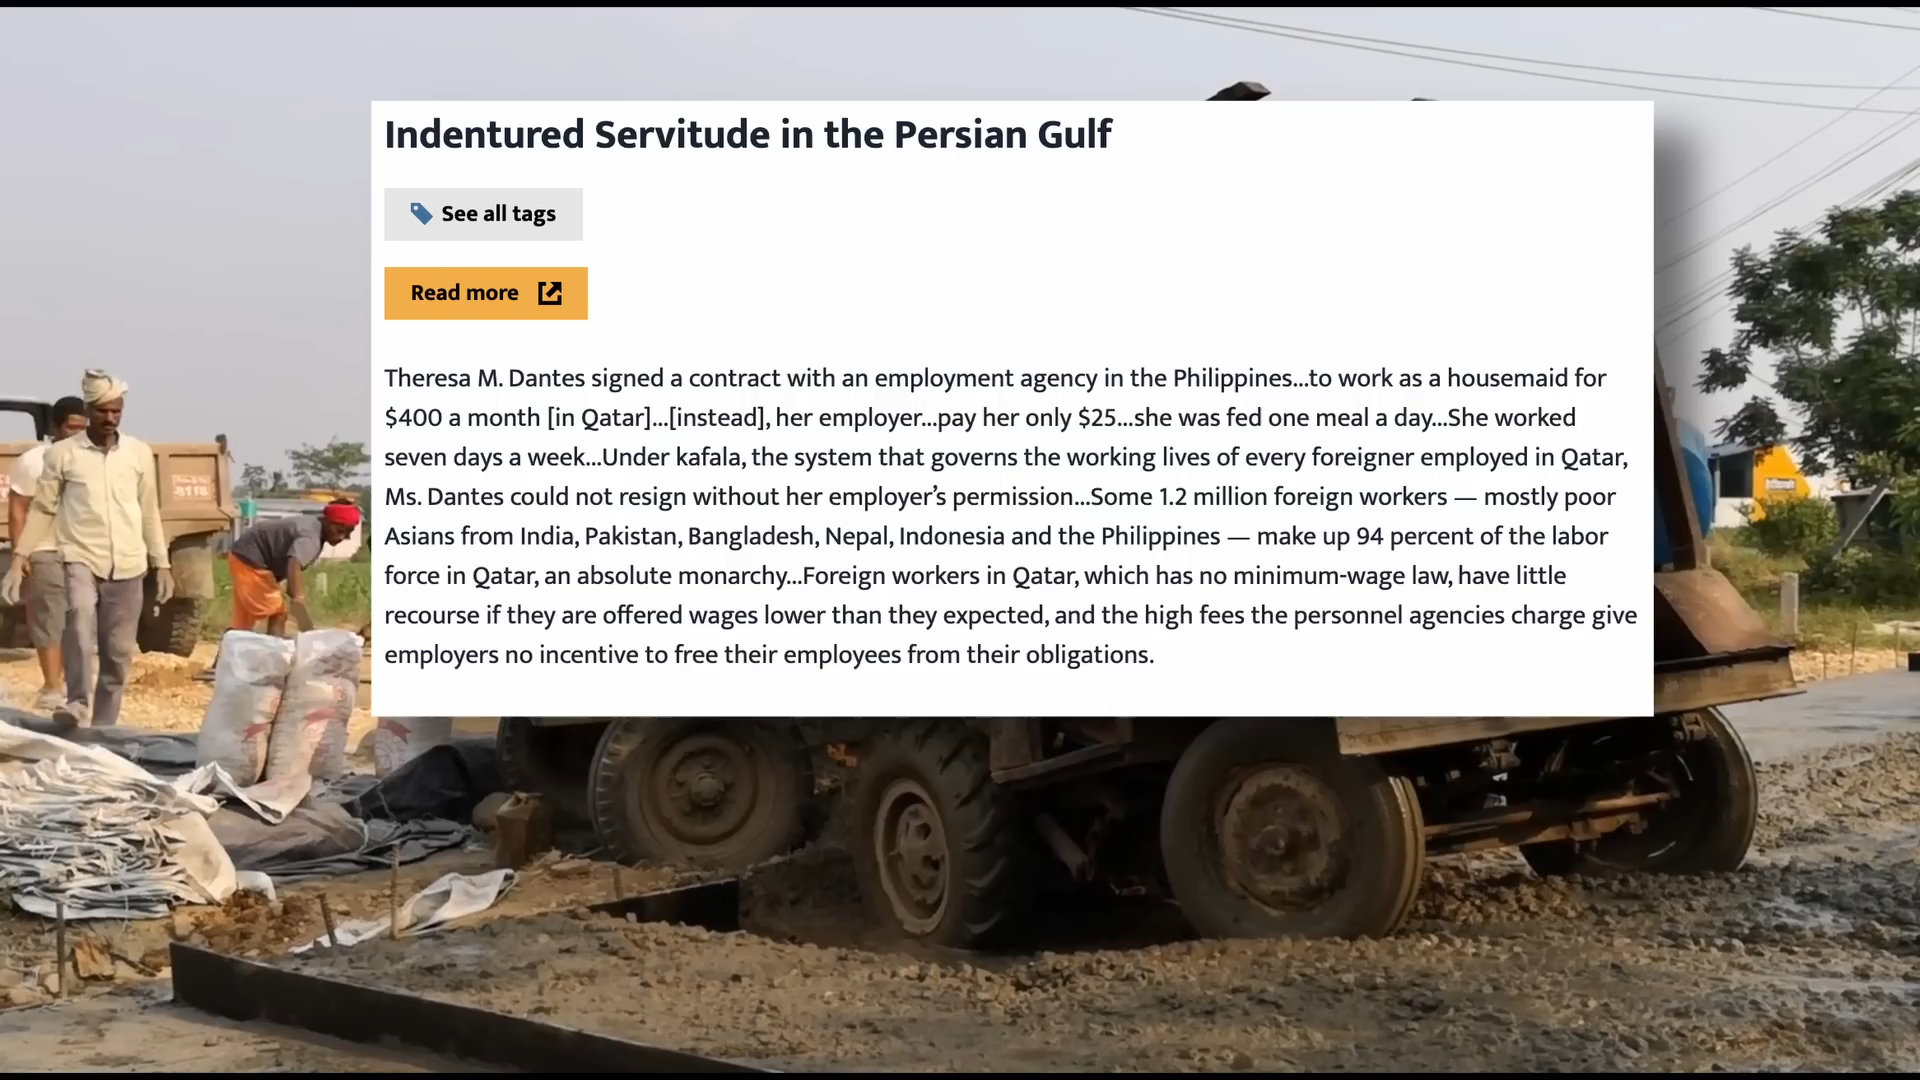 Indentured Servitude in the Persian Gulf
See all tags
Read more
Theresa M. Dantes signed a contract with an employment agency in the Philippines...to work as a housemaid for
$400 a month [in Qatar]...[instead], her employer...pay her only $25...she was fed one meal a day...She worked
seven days a week...Under kafala, the system that governs the working lives of every foreigner employed in Qatar,
Ms. Dantes could not resign without her employer’s permission...Some 1.2 million foreign workers — mostly poor
Asians from India, Pakistan, Bangladesh, Nepal, Indonesia and the Philippines — make up 94 percent of the labor
force in Qatar, an absolute monarchy...Foreign workers in Qatar, which has no minimum-wage law, have little
recourse if they are offered wages lower than they expected, and the high fees the personnel agencies charge give
employers no incentive to free their employees from their obligations.